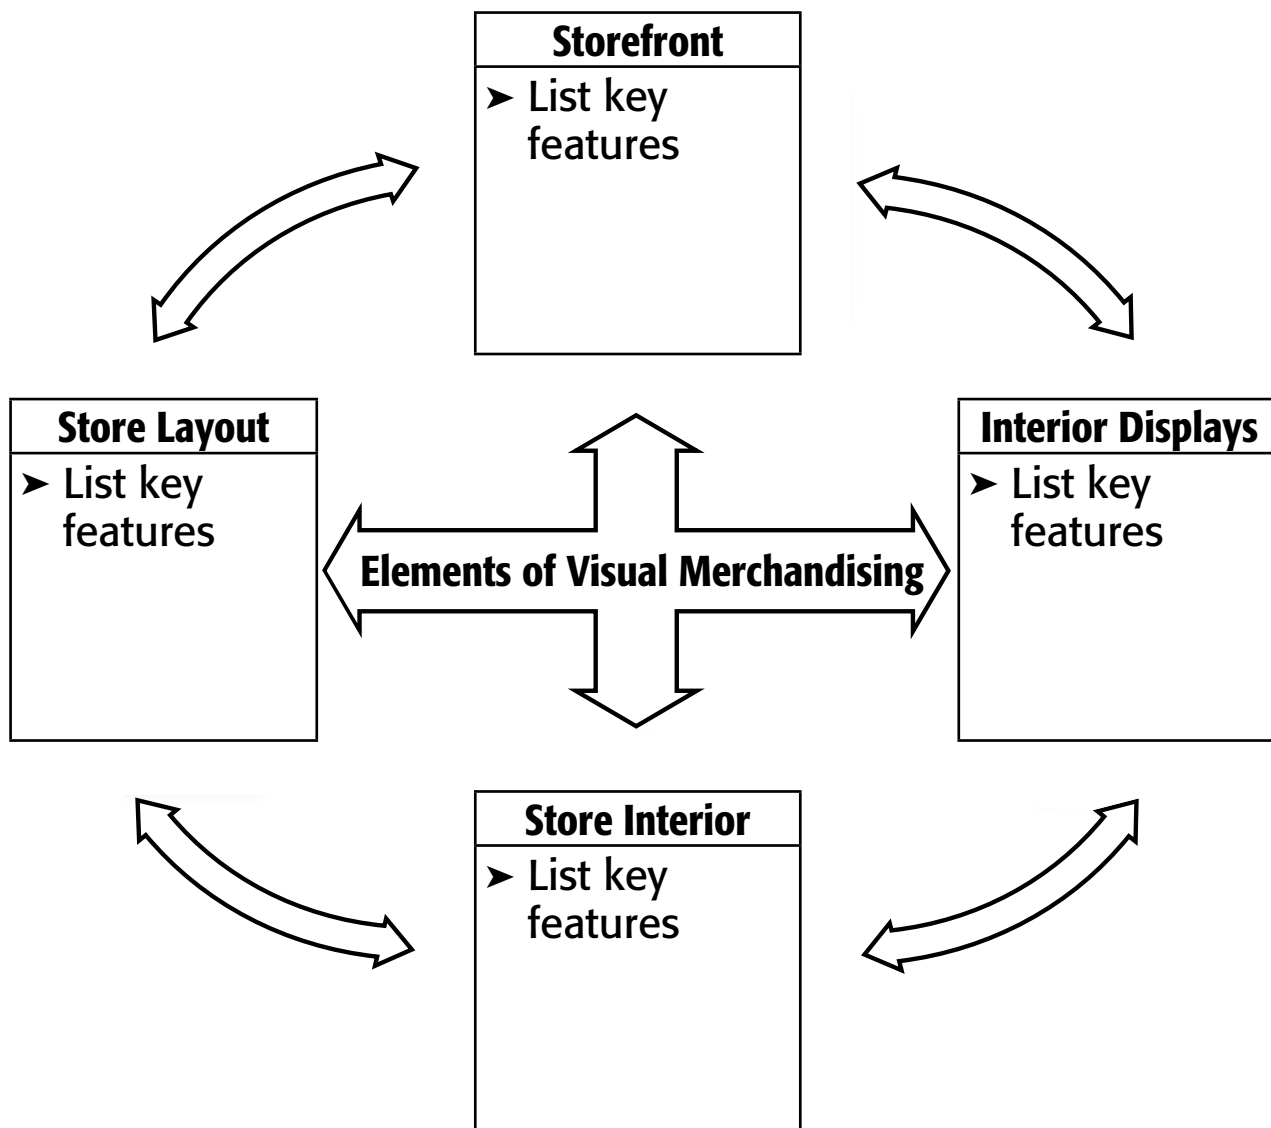 Storefront
➤ List key
features
Store Layout
➤ List key
features
Elements of Visual Merchandising
Interior Displays
➤ List key
features
Store Interior
➤ List key
features